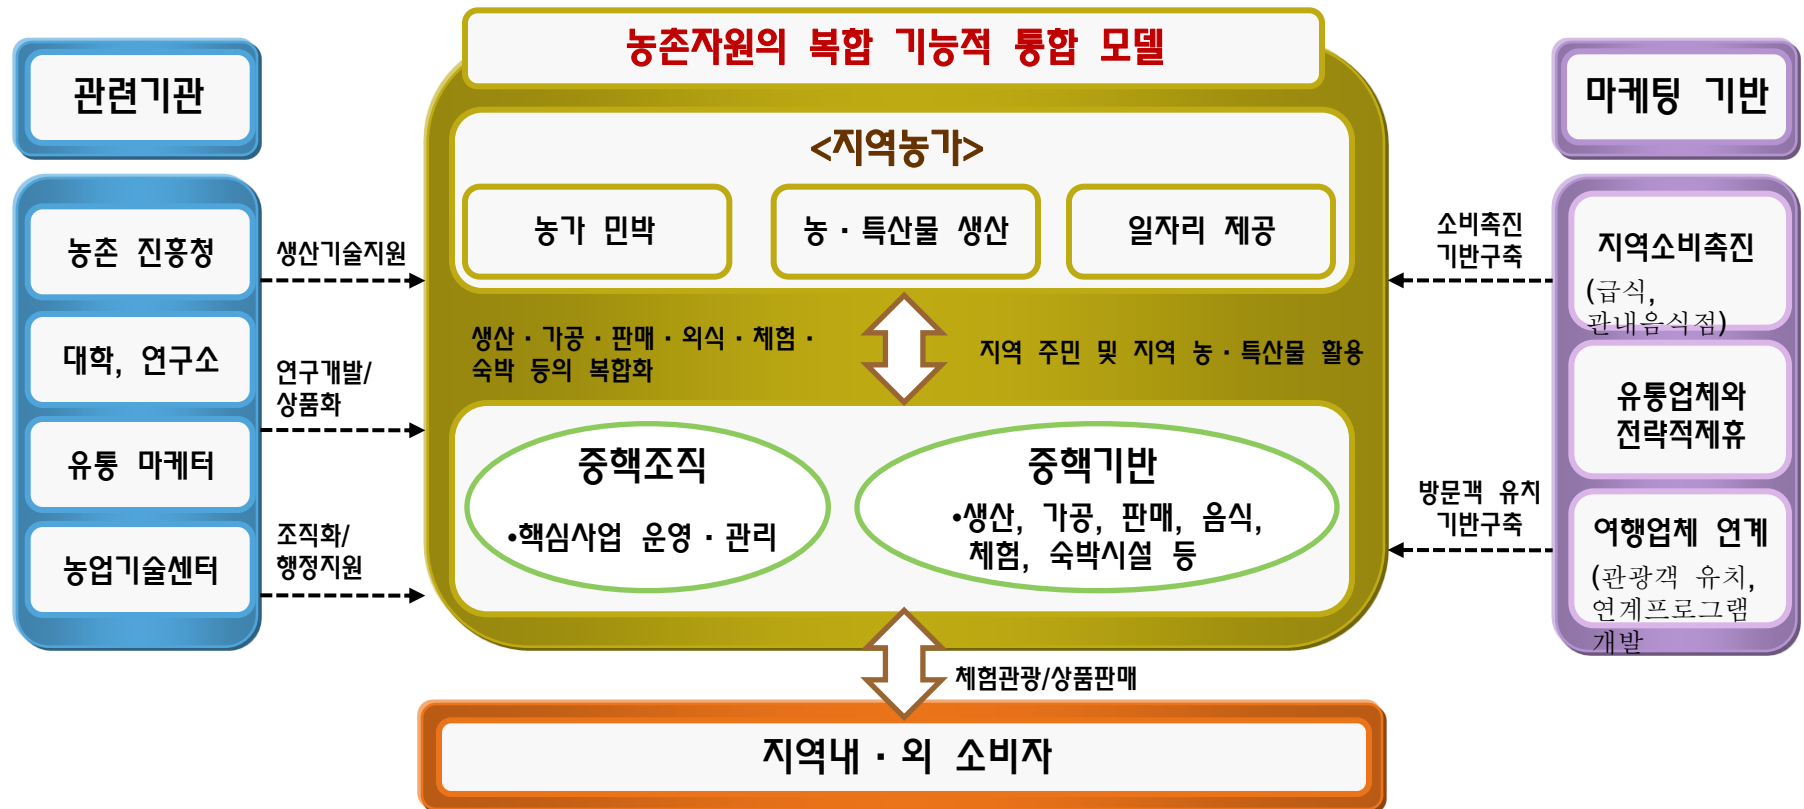 농촌자원의 복합 기능적 통합 모델
관련기관
농촌 진흥청
대학, 연구소
유통 마케터
농업기술센터
생산기술지원
연구개발/
상품화
조직화/
행정지원
<지역농가>
농가 민박
농·특산물 생산
일자리 제공
생산·가공·판매·외식·체험·
숙박 등의 복합화
지역 주민 및 지역 농·특산물 활용
중핵조직
•핵심사업 운영·관리
중핵기반
•생산, 가공, 판매, 음식,
체험, 숙박시설 등
체험관광/상품판매
지역내·외 소비자
소비촉진
기반구축
방문객 유치
기반구축
마케팅 기반
지역소비촉진
(급식,
관내음식점)
유통업체와
전략적제휴
여행업체 연계
(관광객 유치,
연계프로그램
개발